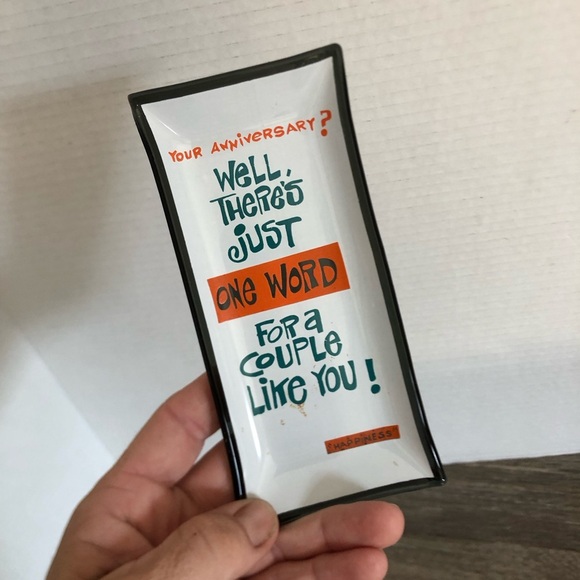 YOUR ANNIVERSARY?
WELL,
THERE'S
JUST
ONE WORD
FOR a
COUPLE
LIKE YOU!
"HAPPINESS"